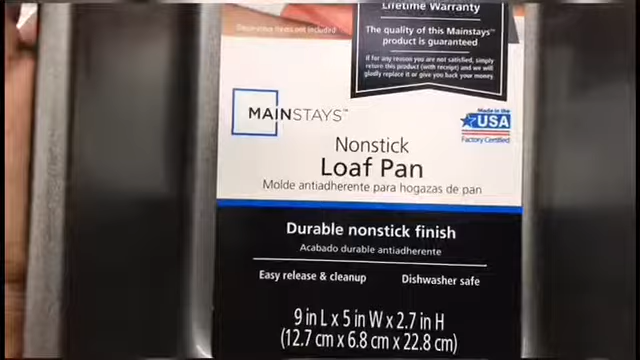 Lifetime Warranty
The quality of this Mainstays™
product is guaranteed
If for any reason you are not satisfied, simply
return this product (with receipt) and we will
gladly replace it or give you back your money.
Decorative items not included
MAINSTAYS™
Made in the
USA
Factory Certified
Nonstick
Loaf Pan
Molde antiadherente para hogazas de pan
Durable nonstick finish
Acabado durable antiadherente
Easy release & cleanup
Dishwasher safe
9 in L x 5 in W x 2.7 in H
(12.7 cm x 6.8 cm x 22.8 cm)